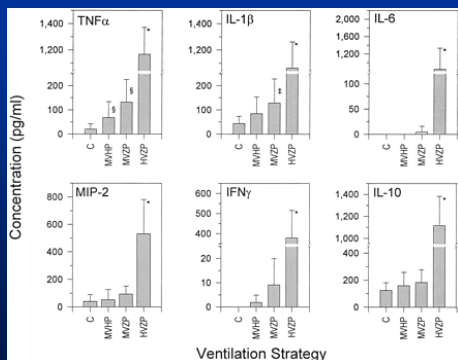 TNFα
IL-1β
IL-6
1,400
1,200
200
100
0
1,400
1,200
200
100
0
2,000
1,600
1,200
100
50
0
*
§
§
*
‡
*
C
MVHP
MVZP
HVZP
C
MVHP
MVZP
HVZP
C
MVHP
MVZP
HVZP
Concentration (pg/ml)
MIP-2
IFNγ
IL-10
800
600
400
200
0
600
500
400
20
10
0
1,400
1,200
1,000
400
200
0
*
*
*
C
MVHP
MVZP
HVZP
C
MVHP
MVZP
HVZP
C
MVHP
MVZP
HVZP
Ventilation Strategy